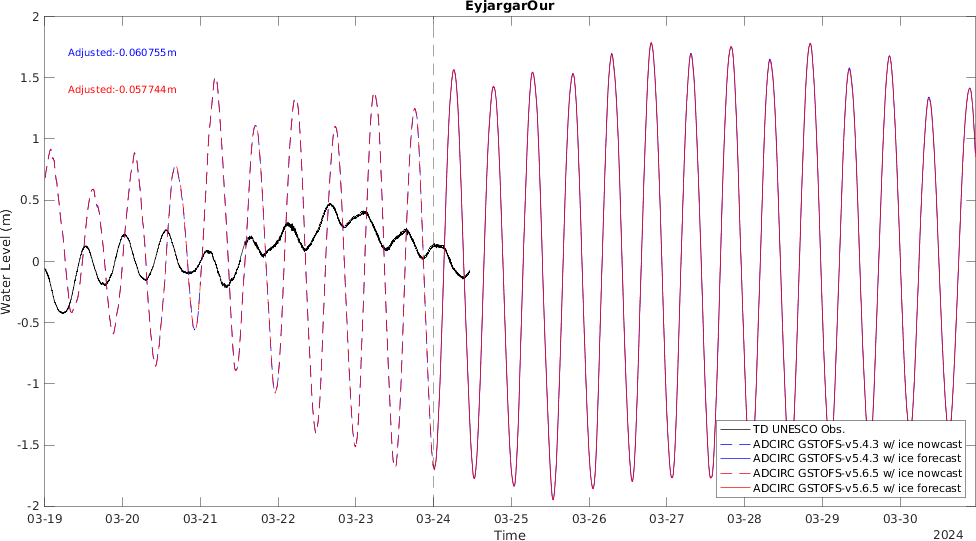 EyjargarOur
Adjusted:-0.060755m
Adjusted:-0.057744m
Water Level (m)
2
1.5
1
0.5
0
-0.5
-1
-1.5
-2
TD UNESCO Obs.
ADCIRC GSTOFS-v5.4.3 w/ ice nowcast
ADCIRC GSTOFS-v5.4.3 w/ ice forecast
ADCIRC GSTOFS-v5.6.5 w/ ice nowcast
ADCIRC GSTOFS-v5.6.5 w/ ice forecast
03-19 03-20 03-21 03-22 03-23 03-24 03-25 03-26 03-27 03-28 03-29 03-30
Time
2024